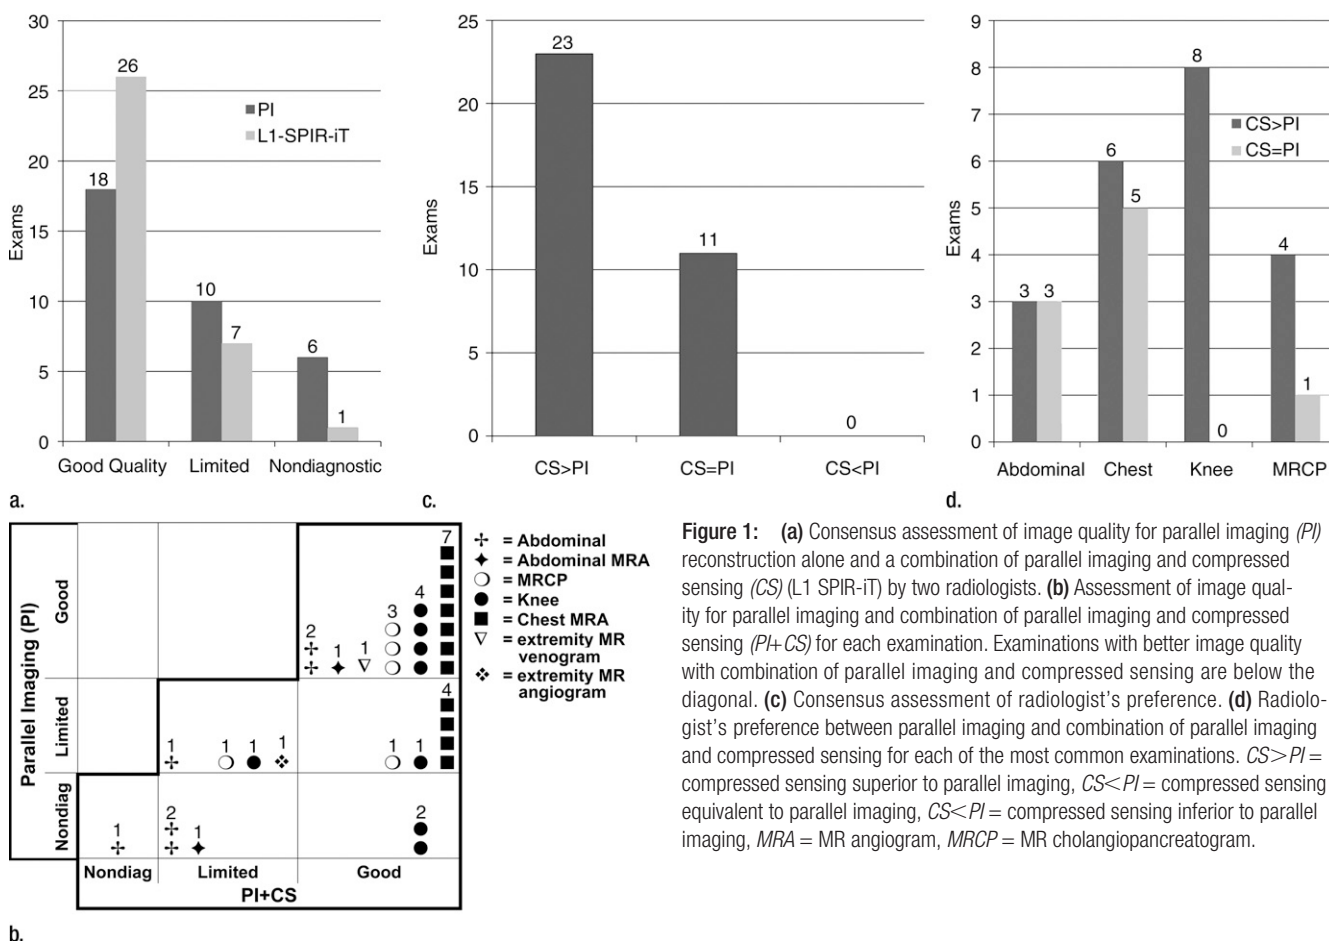 30
25
20
15
10
5
0
Exams
18
26
10
7
6
1
PI
L1-SPIR-iT
Good Quality
Limited
Nondiagnostic
a.
25
20
15
10
5
0
Exams
23
11
0
CS>PI
CS=PI
CS<PI
c.
9
8
7
6
5
4
3
2
1
0
Exams
3
3
6
5
8
0
4
1
CS>PI
CS=PI
Abdominal
Chest
Knee
MRCP
d.
Parallel Imaging (PI)
Good
Limited
Nondiag
2
1
1
3
4
7
1
1
1
1
1
1
4
1
2
1
2
Nondiag
Limited
Good
PI+CS
= Abdominal
= Abdominal MRA
= MRCP
= Knee
= Chest MRA
= extremity MR
venogram
= extremity MR
angiogram
b.
Figure 1: (a) Consensus assessment of image quality for parallel imaging (PI)
reconstruction alone and a combination of parallel imaging and compressed
sensing (CS) (L1 SPIR-iT) by two radiologists. (b) Assessment of image qual-
ity for parallel imaging and combination of parallel imaging and compressed
sensing (PI+CS) for each examination. Examinations with better image quality
with combination of parallel imaging and compressed sensing are below the
diagonal. (c) Consensus assessment of radiologist's preference. (d) Radiolo-
gist's preference between parallel imaging and combination of parallel imaging
and compressed sensing for each of the most common examinations. CS>PI =
compressed sensing superior to parallel imaging, CS<PI = compressed sensing
equivalent to parallel imaging, CS<PI = compressed sensing inferior to parallel
imaging, MRA = MR angiogram, MRCP = MR cholangiopancreatogram.